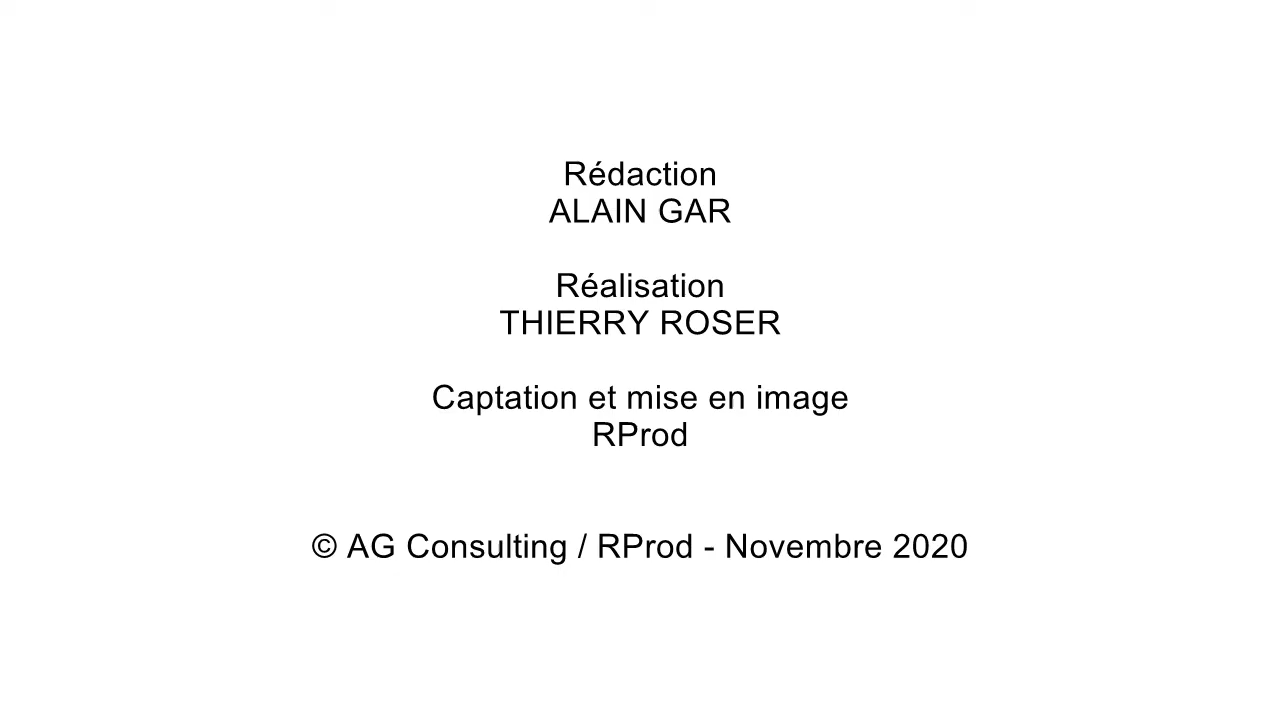 Rédaction
ALAIN GAR
Réalisation
THIERRY ROSER
Captation et mise en image
RProd
© AG Consulting / RProd - Novembre 2020